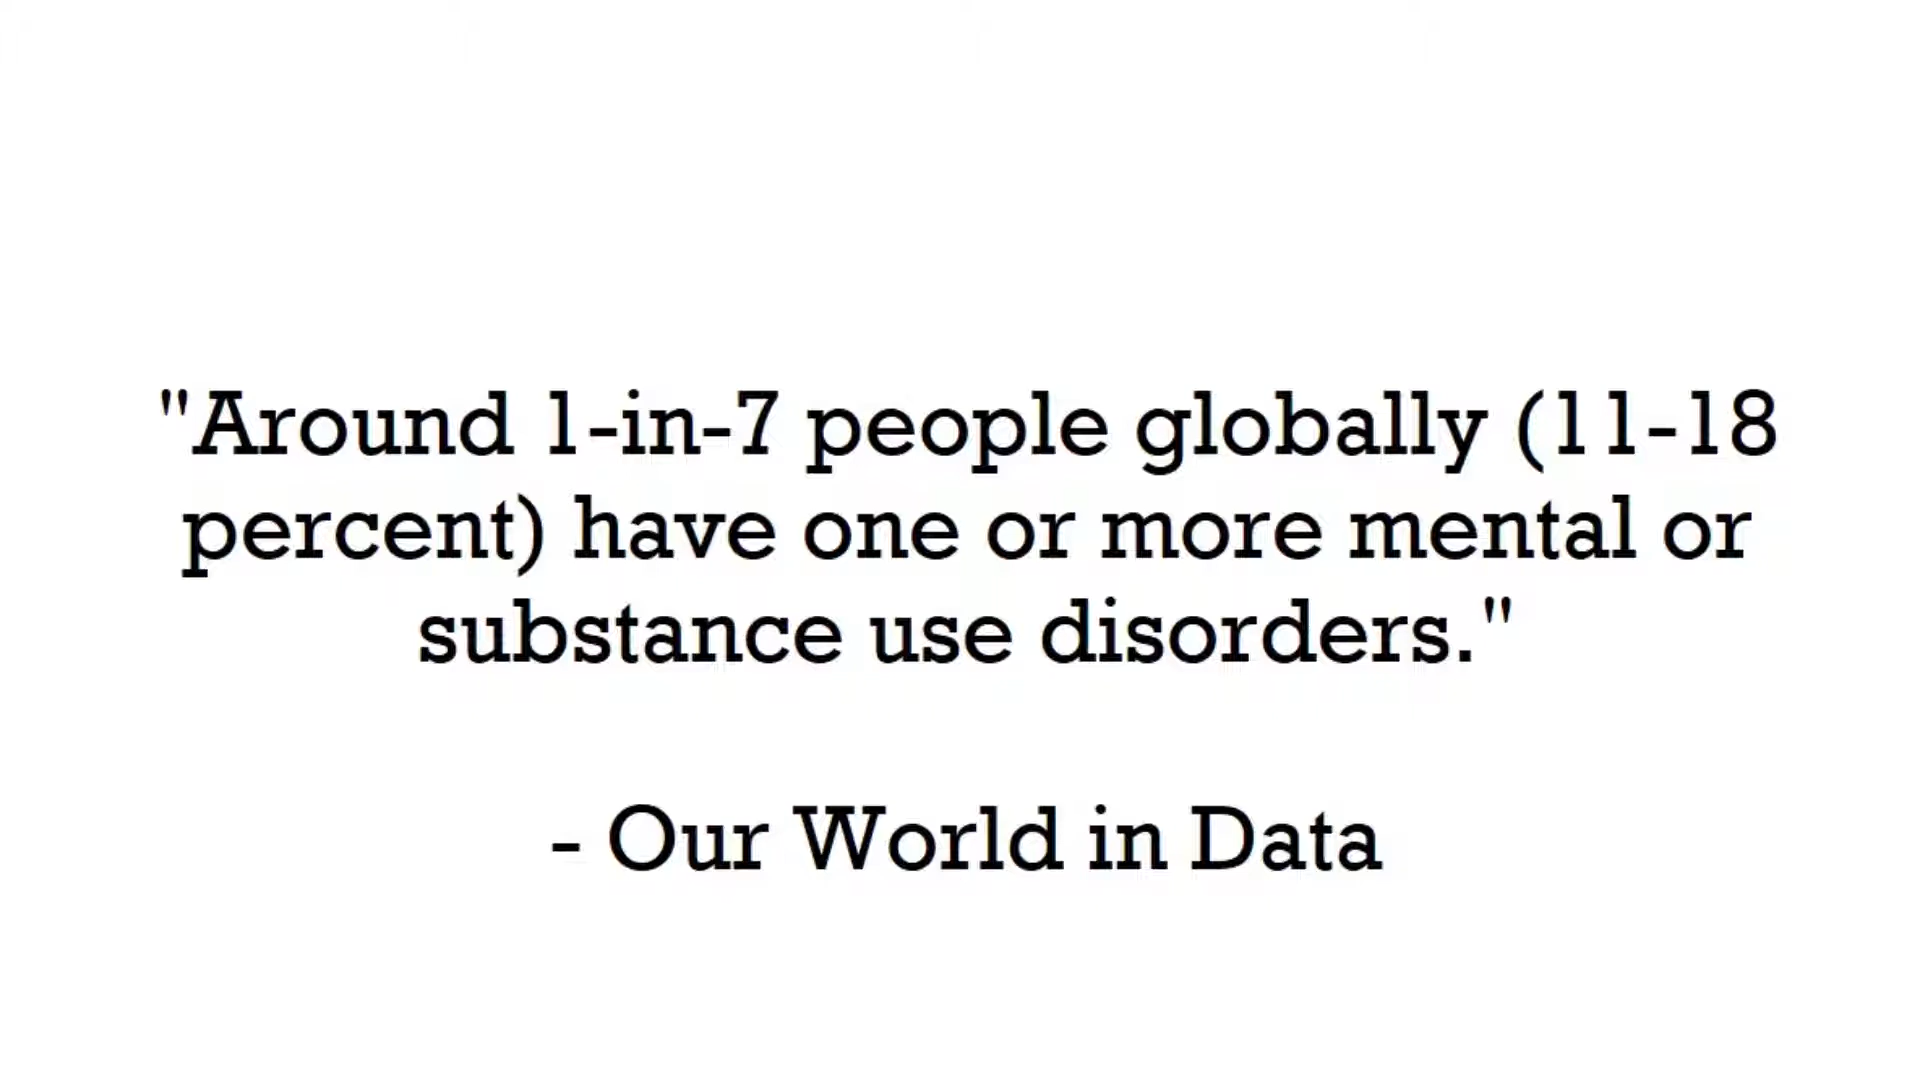 "Around 1-in-7 people globally (11-18
percent) have one or more mental or
substance use disorders."
- Our World in Data